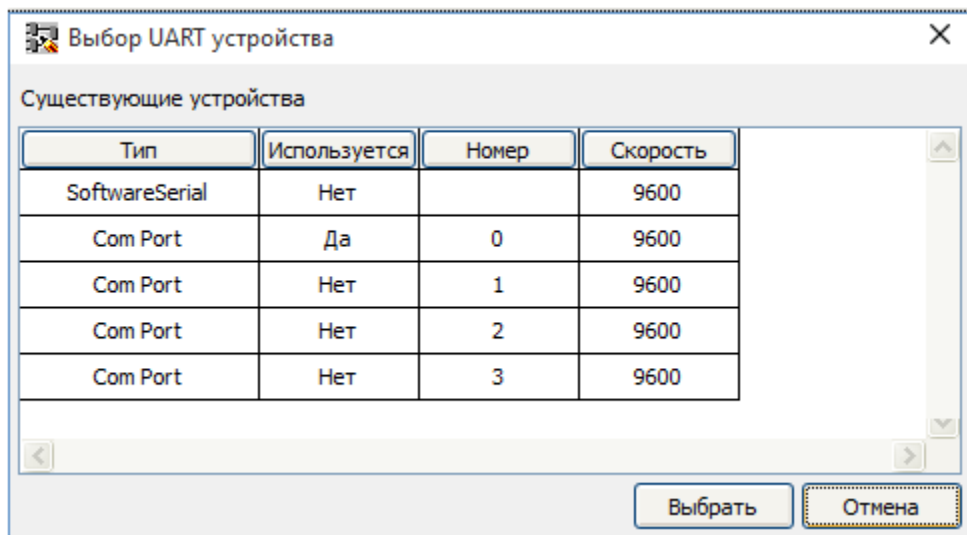 Выбор UART устройства
Существующие устройства
Тип Используется Номер Скорость
SoftwareSerial Нет 9600
Com Port Да 0 9600
Com Port Нет 1 9600
Com Port Нет 2 9600
Com Port Нет 3 9600
Выбрать Отмена